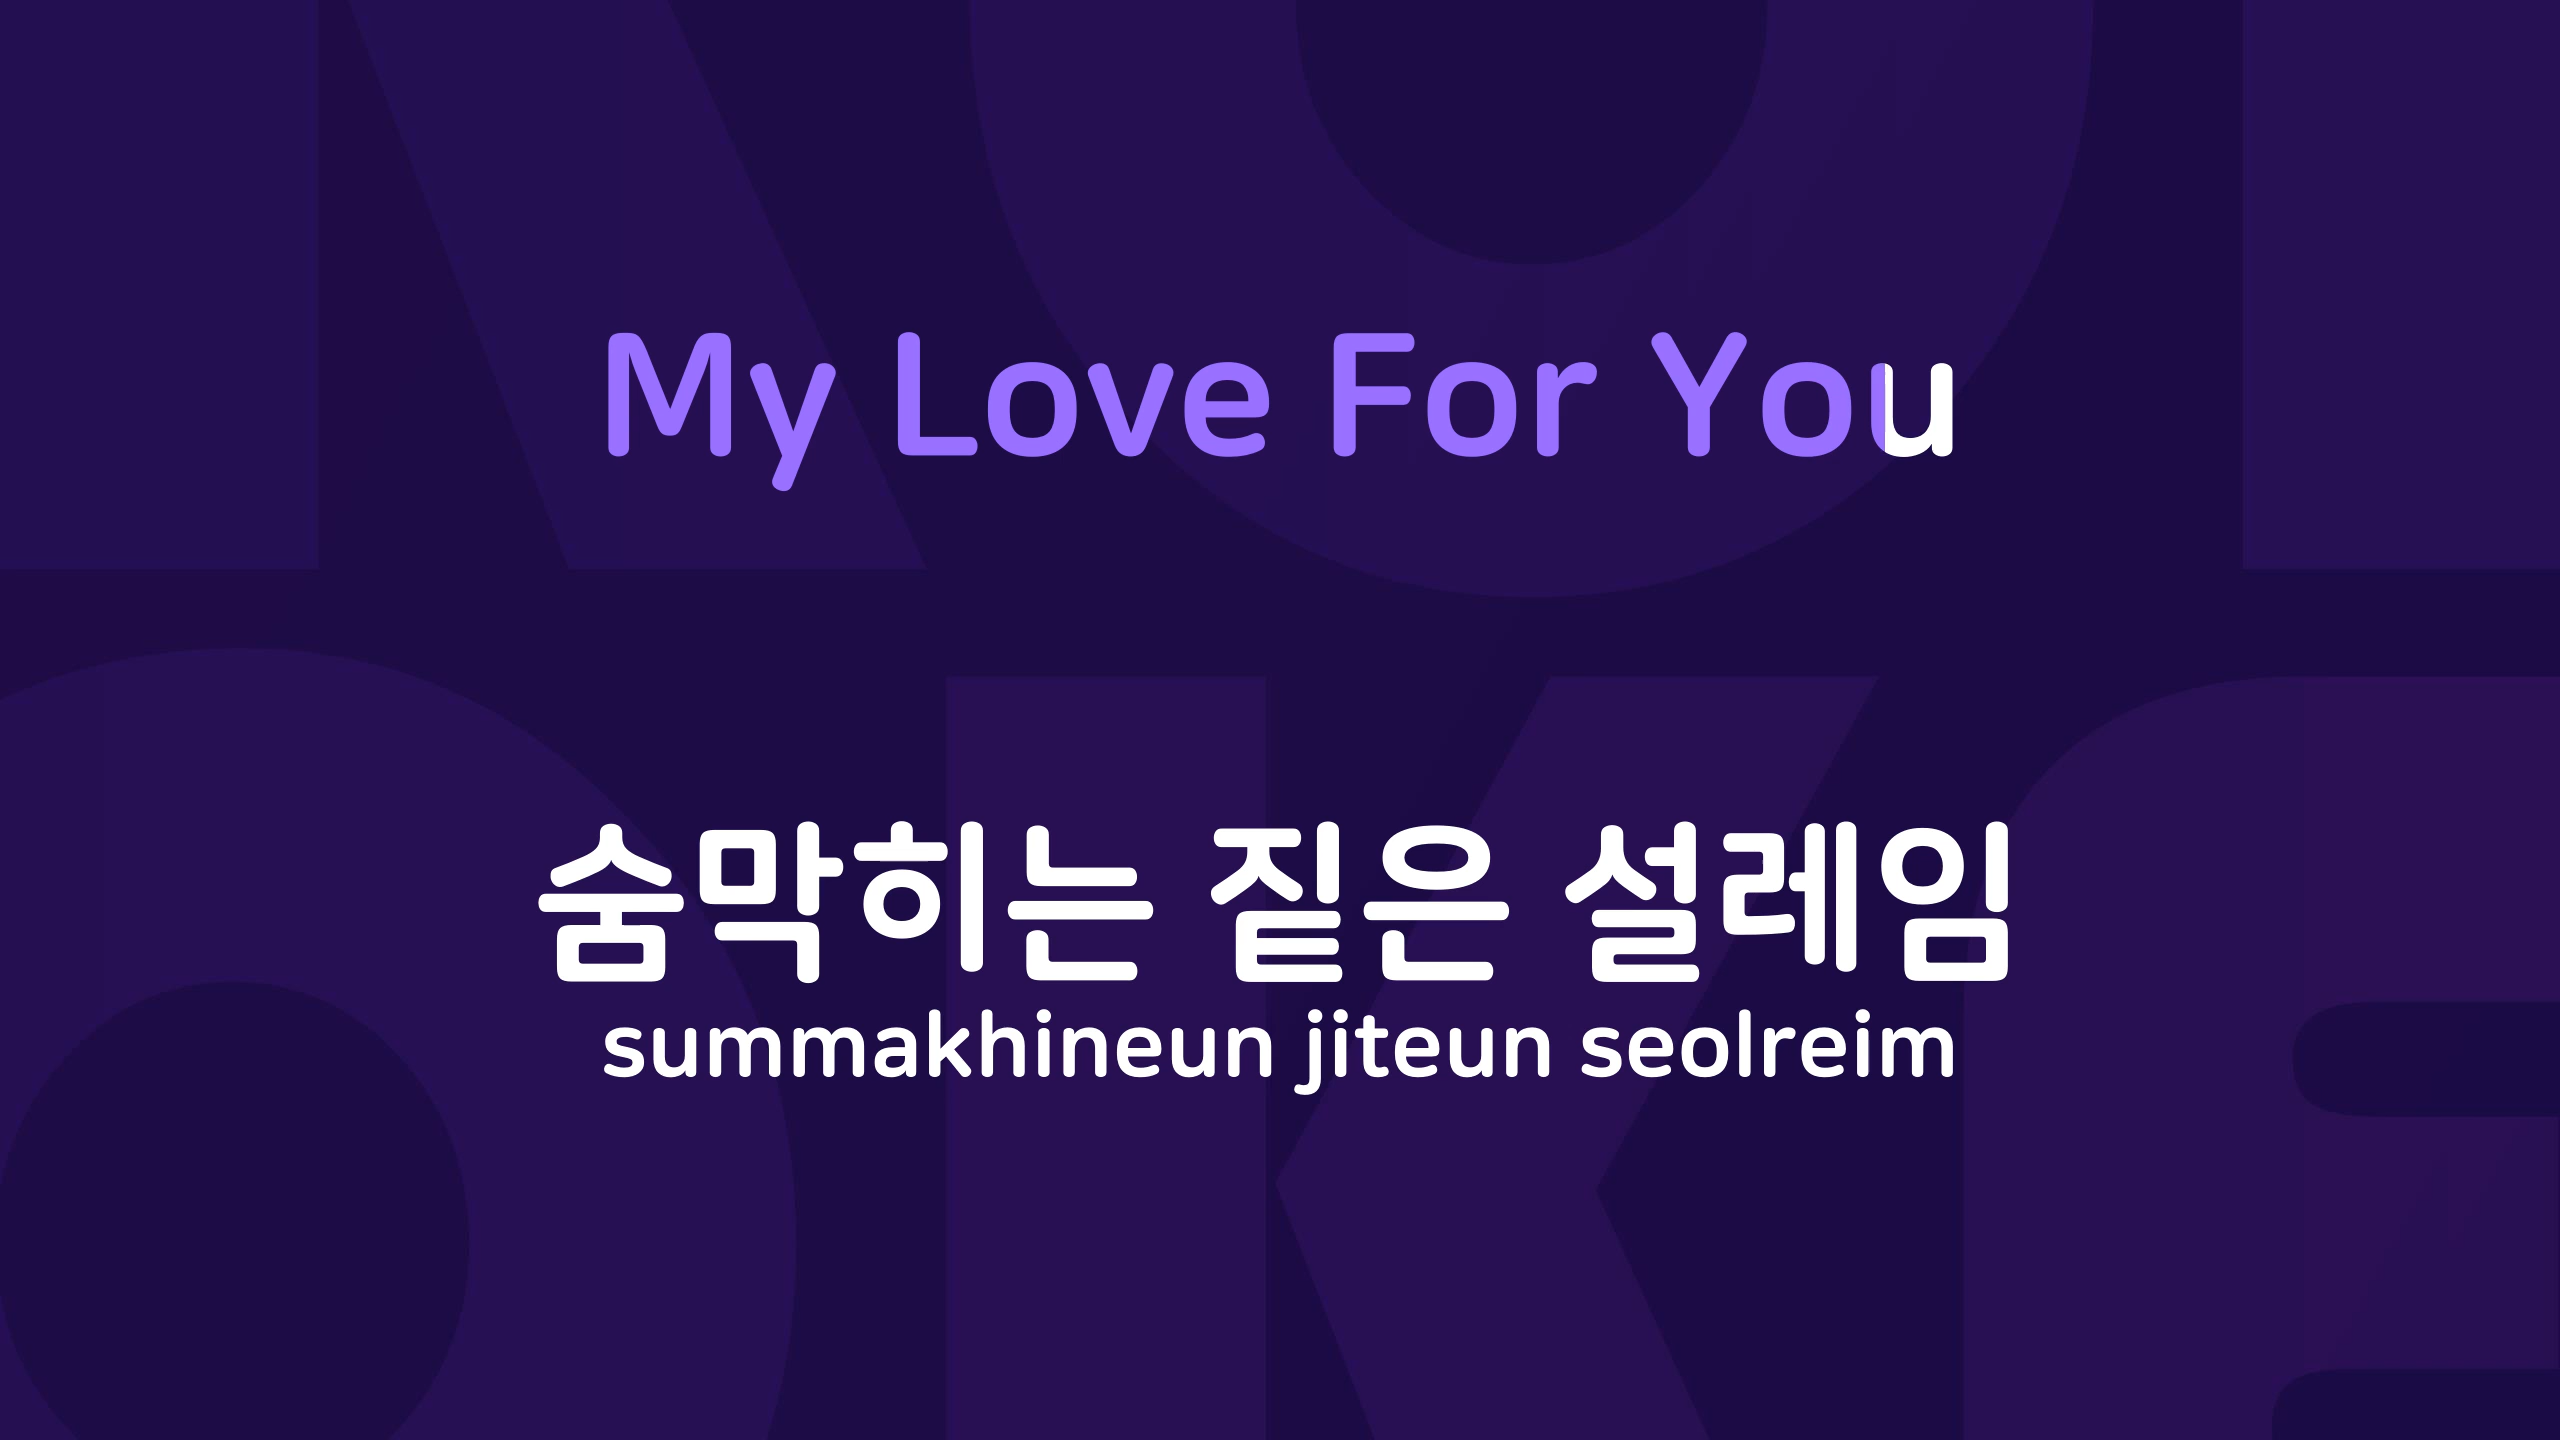 My Love For You
숨막히는 짙은 설레임
summakhineun jiteun seolreim